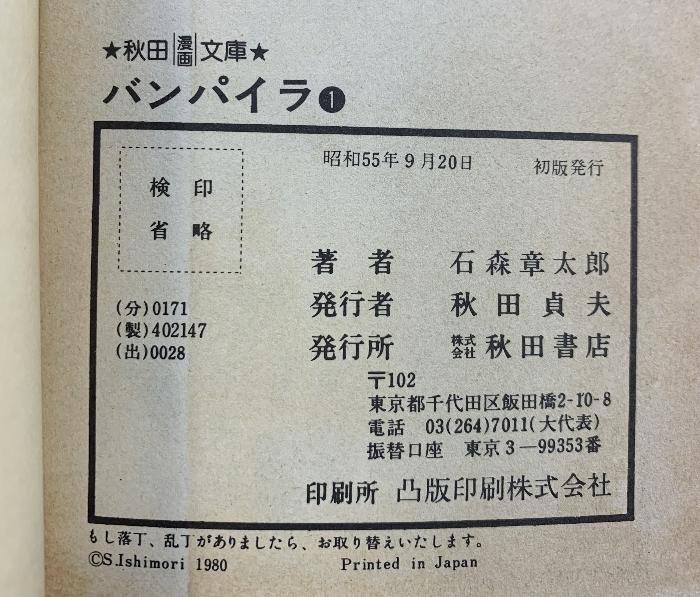 ★秋田漫画文庫★
バンパイラ❶
昭和55年9月20日 初版発行
検印
省略
著者 石森章太郎
発行者 秋田貞夫
発行所 株式会社 秋田書店
(分)0171
(製)402147
(出)0028
〒102
東京都千代田区飯田橋2-10-8
電話 03(264)7011(大代表)
振替口座 東京3—99353番
印刷所 凸版印刷株式会社
もし落丁、乱丁がありましたら、お取り替えいたします。
©S.Ishimori 1980 Printed in Japan